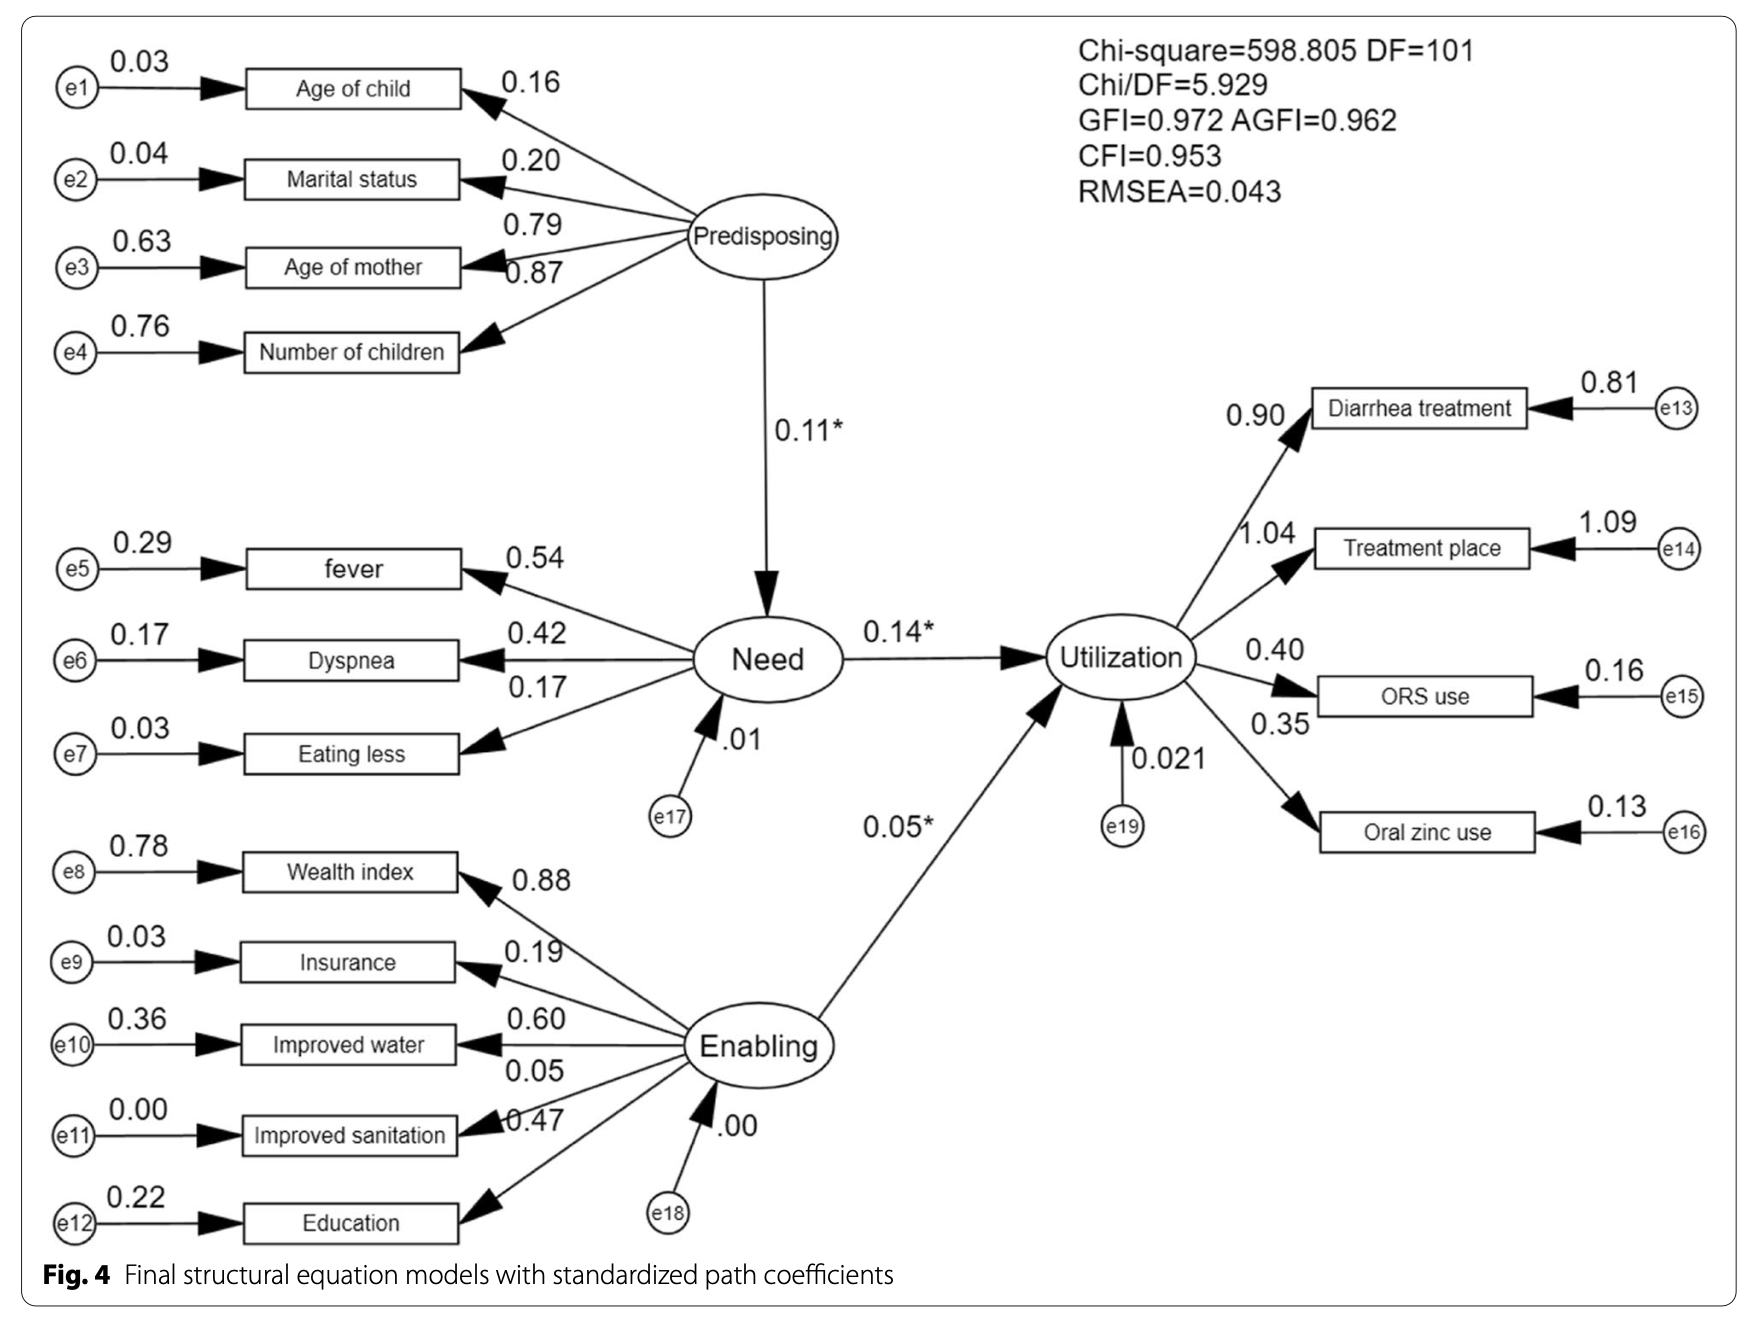 Chi-square=598.805 DF=101
Chi/DF=5.929
GFI=0.972 AGFI=0.962
CFI=0.953
RMSEA=0.043
e1
0.03
Age of child
0.16
e2
0.04
Marital status
0.20
e3
0.63
Age of mother
0.79
e4
0.76
Number of children
0.87
Predisposing
0.11*
e5
0.29
fever
0.54
e6
0.17
Dyspnea
0.42
e7
0.03
Eating less
0.17
Need
.01
e17
0.14*
e8
0.78
Wealth index
0.88
e9
0.03
Insurance
0.19
e10
0.36
Improved water
0.60
e11
0.00
Improved sanitation
0.05
e12
0.22
Education
0.47
Enabling
.00
e18
0.05*
Utilization
0.021
e19
0.90
Diarrhea treatment
0.81
e13
1.04
Treatment place
1.09
e14
0.40
ORS use
0.16
e15
0.35
Oral zinc use
0.13
e16
Fig. 4 Final structural equation models with standardized path coefficients